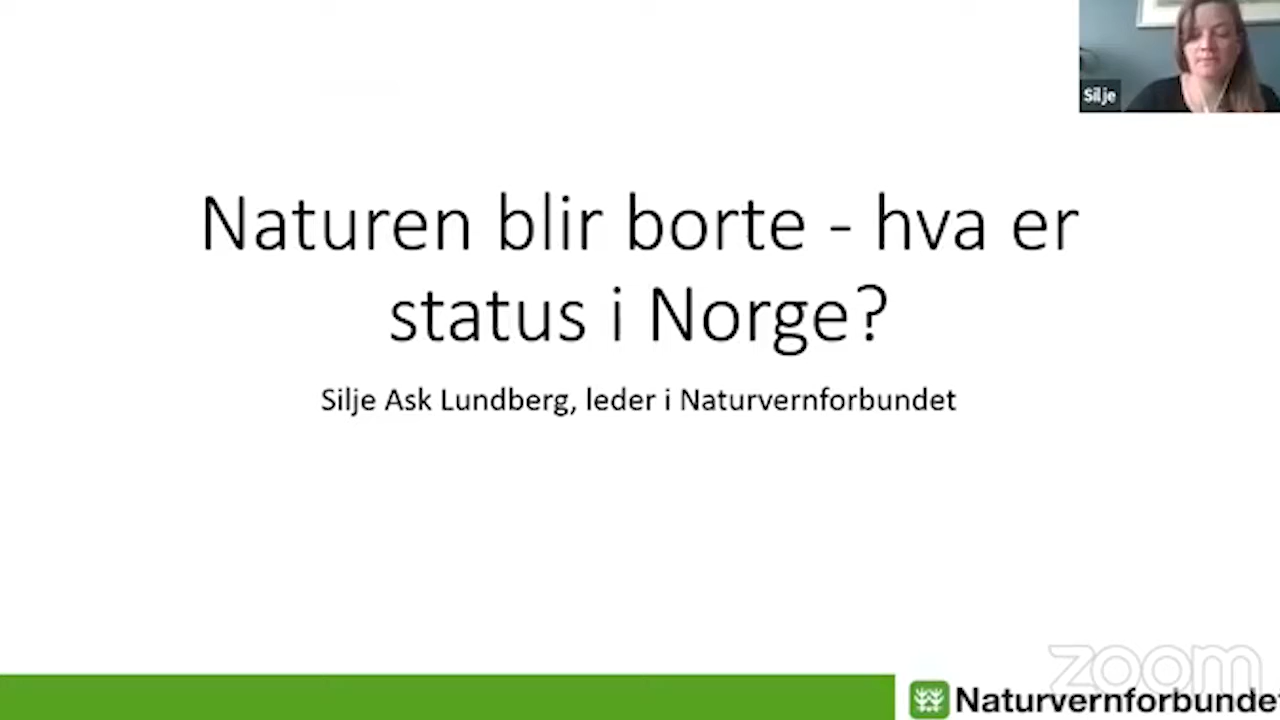 Silje
Naturen blir borte - hva er
status i Norge?
Silje Ask Lundberg, leder i Naturvernforbundet
zoom
Naturvernforbundet